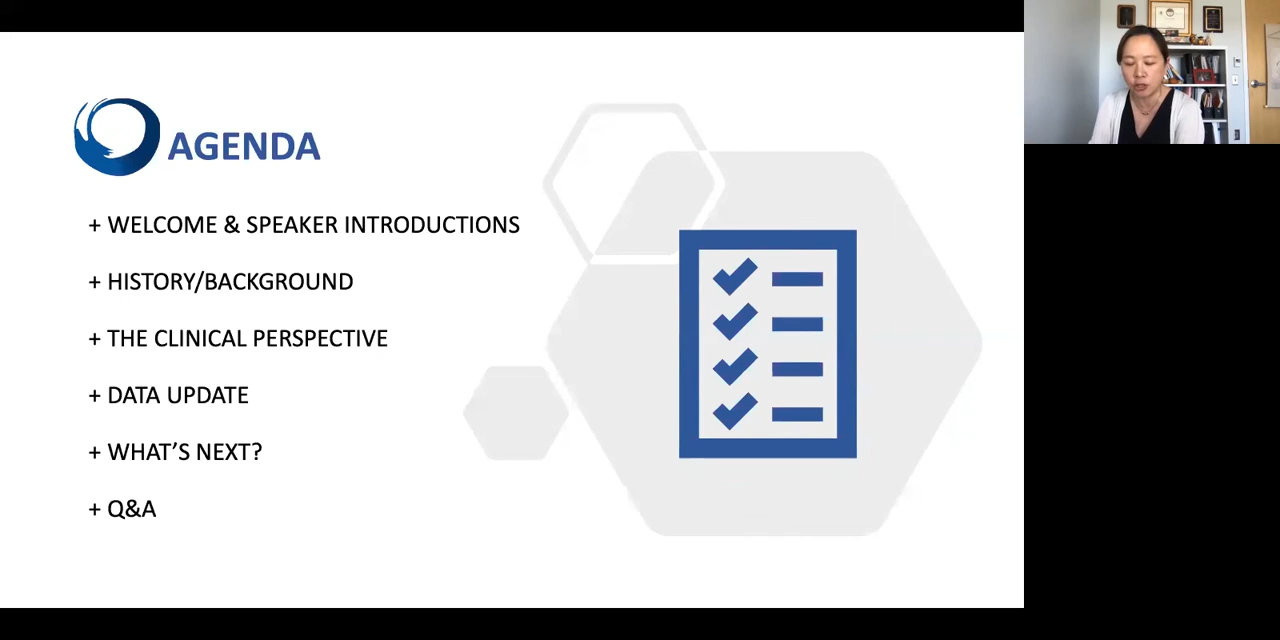 AGENDA
+ WELCOME & SPEAKER INTRODUCTIONS
+ HISTORY/BACKGROUND
+ THE CLINICAL PERSPECTIVE
+ DATA UPDATE
+ WHAT’S NEXT?
+ Q&A